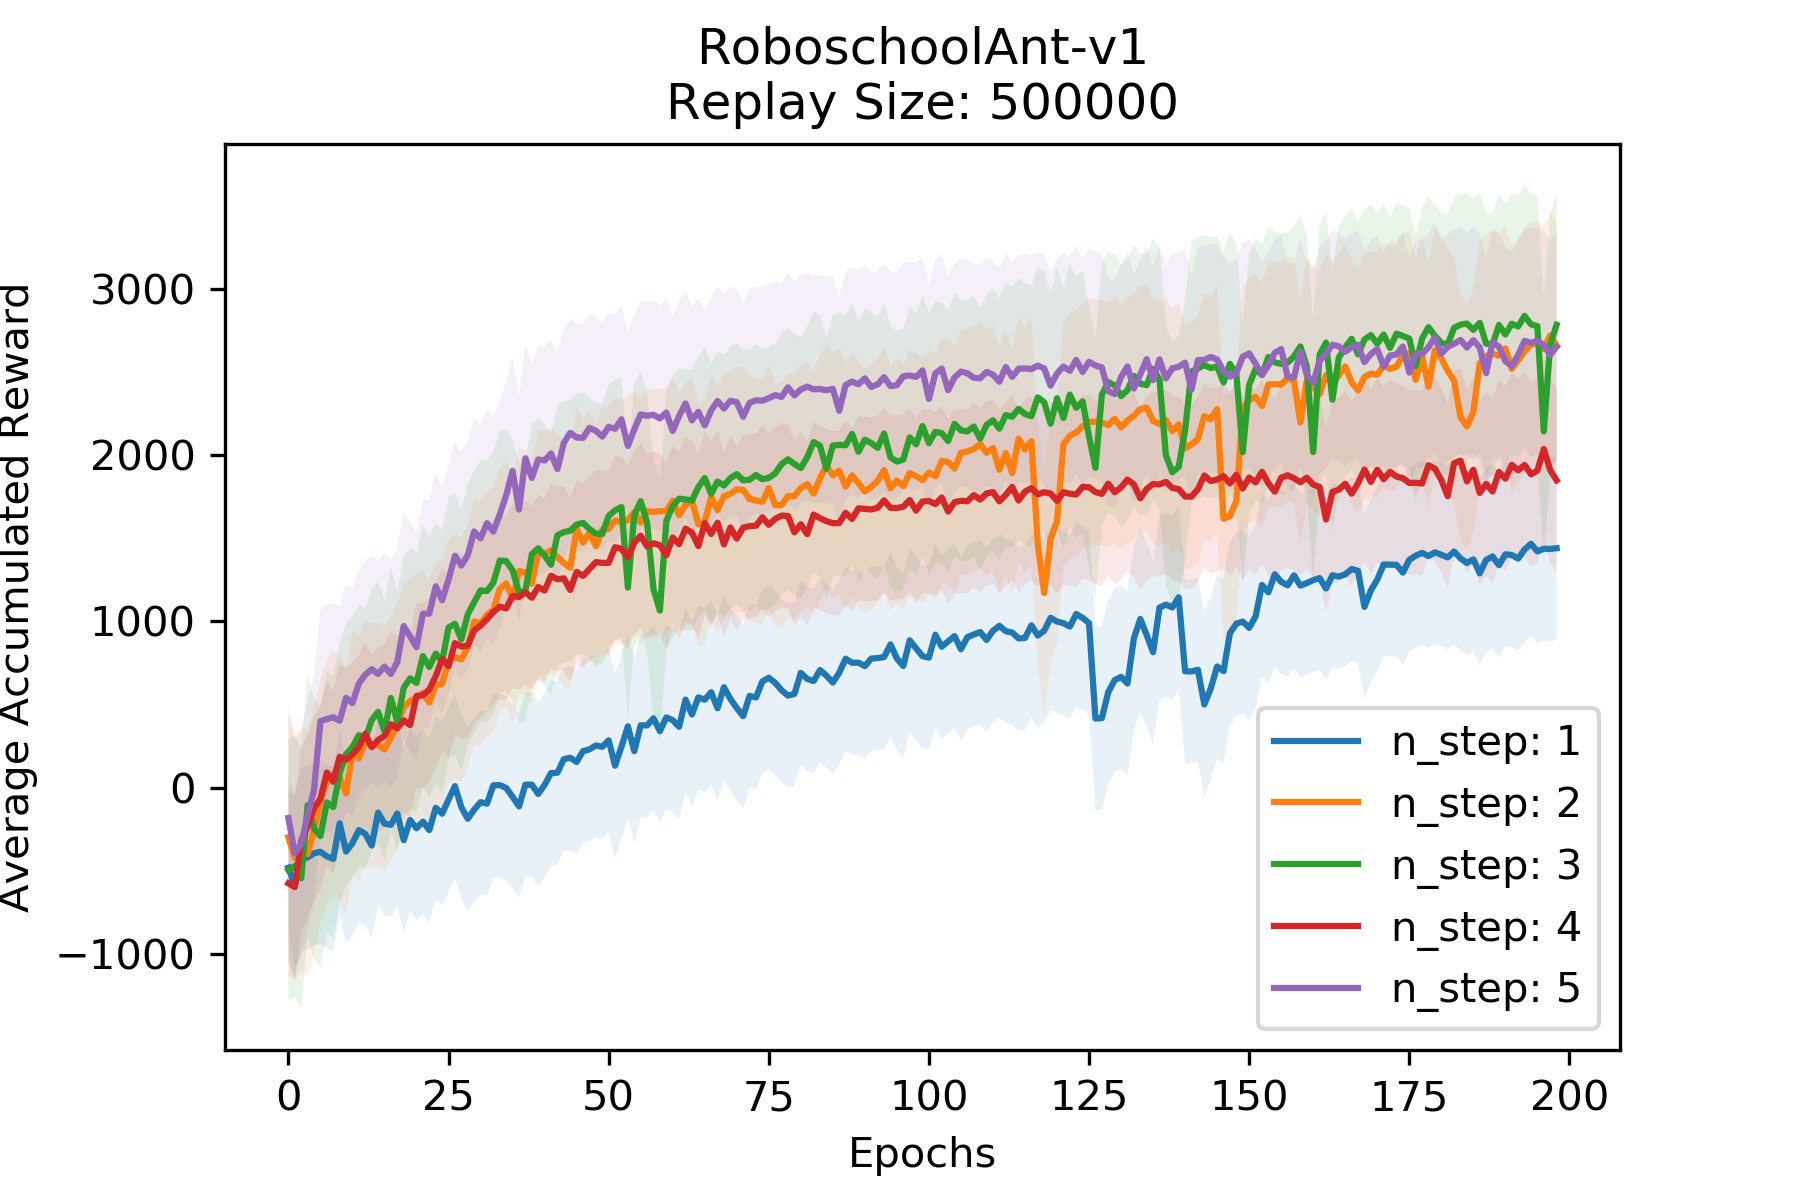 RoboschoolAnt-v1
Replay Size: 500000
Average Accumulated Reward
3000
2000
1000
0
−1000
0 25 50 75 100 125 150 175 200
Epochs
n_step: 1
n_step: 2
n_step: 3
n_step: 4
n_step: 5